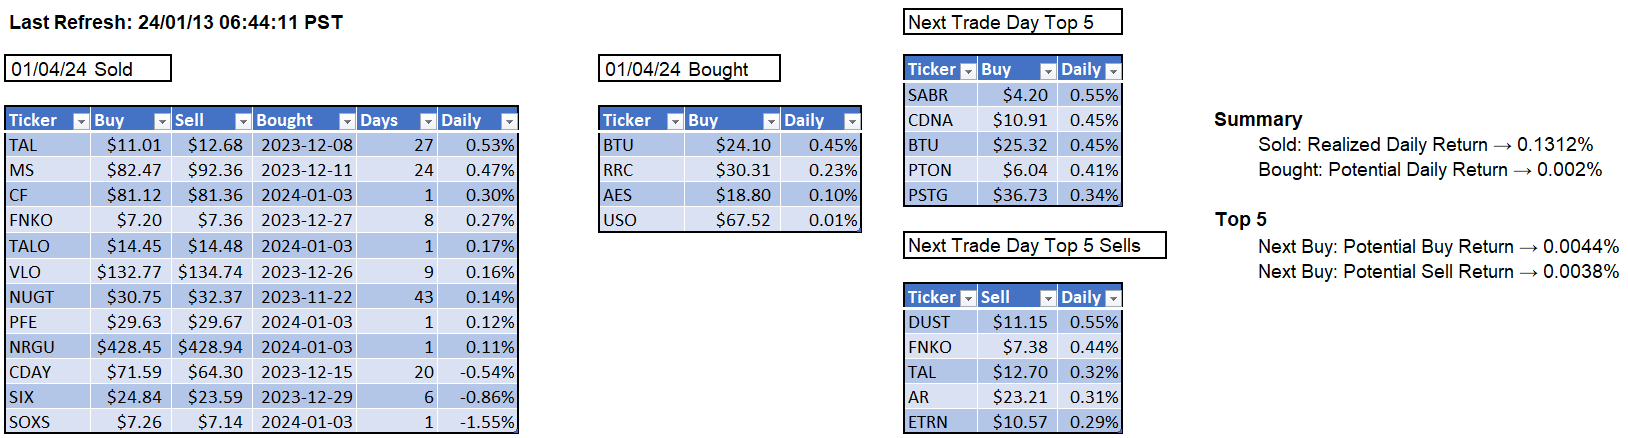 Last Refresh: 24/01/13 06:44:11 PST
01/04/24 Sold
Ticker Buy Sell Bought Days Daily
TAL $11.01 $12.68 2023-12-08 27 0.53%
MS $82.47 $92.36 2023-12-11 24 0.47%
CF $81.12 $81.36 2024-01-03 1 0.30%
FNKO $7.20 $7.36 2023-12-27 8 0.27%
TALO $14.45 $14.48 2024-01-03 1 0.17%
VLO $132.77 $134.74 2023-12-26 9 0.16%
NUGT $30.75 $32.37 2023-11-22 43 0.14%
PFE $29.63 $29.67 2024-01-03 1 0.12%
NRGU $428.45 $428.94 2024-01-03 1 0.11%
CDAY $71.59 $64.30 2023-12-15 20 -0.54%
SIX $24.84 $23.59 2023-12-29 6 -0.86%
SOXS $7.26 $7.14 2024-01-03 1 -1.55%
01/04/24 Bought
Ticker Buy Daily
BTU $24.10 0.45%
RRC $30.31 0.23%
AES $18.80 0.10%
USO $67.52 0.01%
Next Trade Day Top 5
Ticker Buy Daily
SABR $4.20 0.55%
CDNA $10.91 0.45%
BTU $25.32 0.45%
PTON $6.04 0.41%
PSTG $36.73 0.34%
Next Trade Day Top 5 Sells
Ticker Sell Daily
DUST $11.15 0.55%
FNKO $7.38 0.44%
TAL $12.70 0.32%
AR $23.21 0.31%
ETRN $10.57 0.29%
Summary
Sold: Realized Daily Return → 0.1312%
Bought: Potential Daily Return → 0.002%
Top 5
Next Buy: Potential Buy Return → 0.0044%
Next Buy: Potential Sell Return → 0.0038%